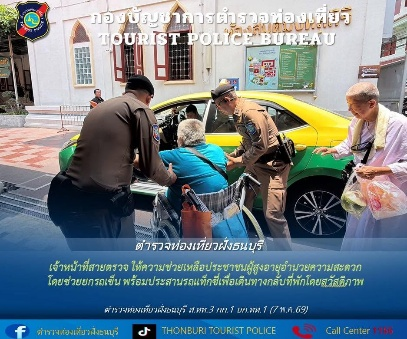 กองบัญชาการตำรวจท่องเที่ยว
TOURIST POLICE BUREAU
ตำรวจท่องเที่ยวฝั่งธนบุรี
เจ้าหน้าที่สายตรวจ ให้ความช่วยเหลือประชาชนผู้สูงอายุอำนวยความสะดวก
โดยช่วยยกรถเข็น พร้อมประสานรถแท็กซี่เพื่อเดินทางกลับที่พักโดยสวัสดิภาพ
ตำรวจท่องเที่ยวฝั่งธนบุรี ส.ทท.3 กก.1 บก.ทท.1 (7 พ.ค.69)
ตำรวจท่องเที่ยวฝั่งธนบุรี
THONBURI TOURIST POLICE
Call Center 1155